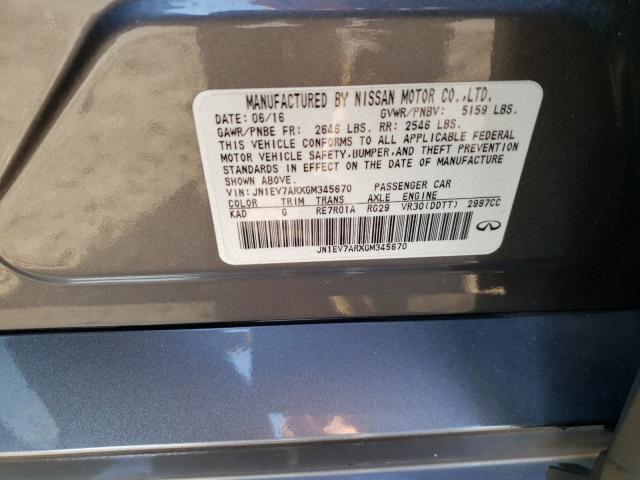 MANUFACTURED BY NISSAN MOTOR CO.,LTD.
DATE: 06/16 GVWR/PNBV: 5159 LBS.
GAWR/PNBE FR: 2646 LBS. RR: 2546 LBS.
THIS VEHICLE CONFORMS TO ALL APPLICABLE FEDERAL
MOTOR VEHICLE SAFETY,BUMPER,AND THEFT PREVENTION
STANDARDS IN EFFECT ON THE DATE OF MANUFACTURE
SHOWN ABOVE.
VIN: JN1EV7ARXGM345670 PASSENGER CAR
COLOR TRIM TRANS AXLE ENGINE
KAD G RE7R01A RG29 VR30(DDTT) 2997CC
JN1EV7ARXGM345670